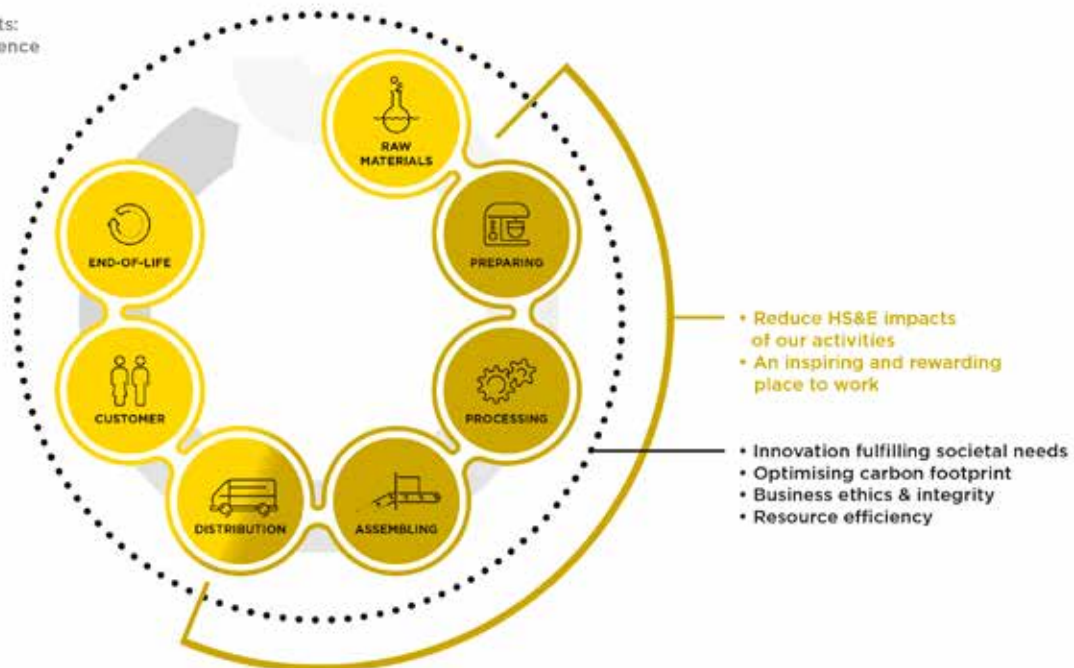 RAW
MATERIALS
PREPARING
PROCESSING
ASSEMBLING
DISTRIBUTION
CUSTOMER
END-OF-LIFE
• Reduce HS&E impacts
of our activities
• An inspiring and rewarding
place to work
• Innovation fulfilling societal needs
• Optimising carbon footprint
• Business ethics & integrity
• Resource efficiency